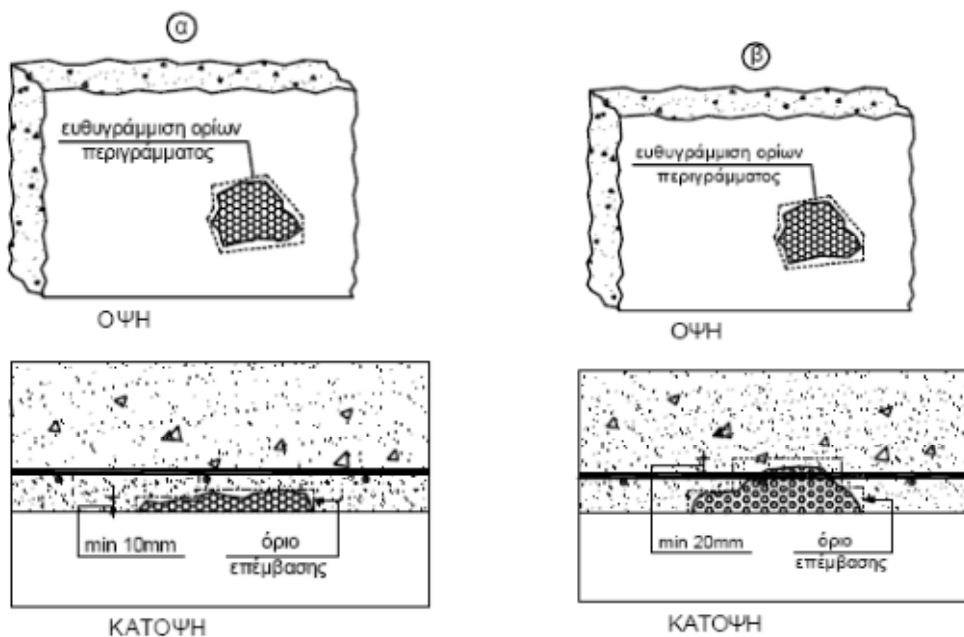 α
ευθυγράμμιση ορίων
περιγράμματος
ΟΨΗ
min 10mm
όριο
επέμβασης
ΚΑΤΟΨΗ
β
ευθυγράμμιση ορίων
περιγράμματος
ΟΨΗ
min 20mm
όριο
επέμβασης
ΚΑΤΟΨΗ